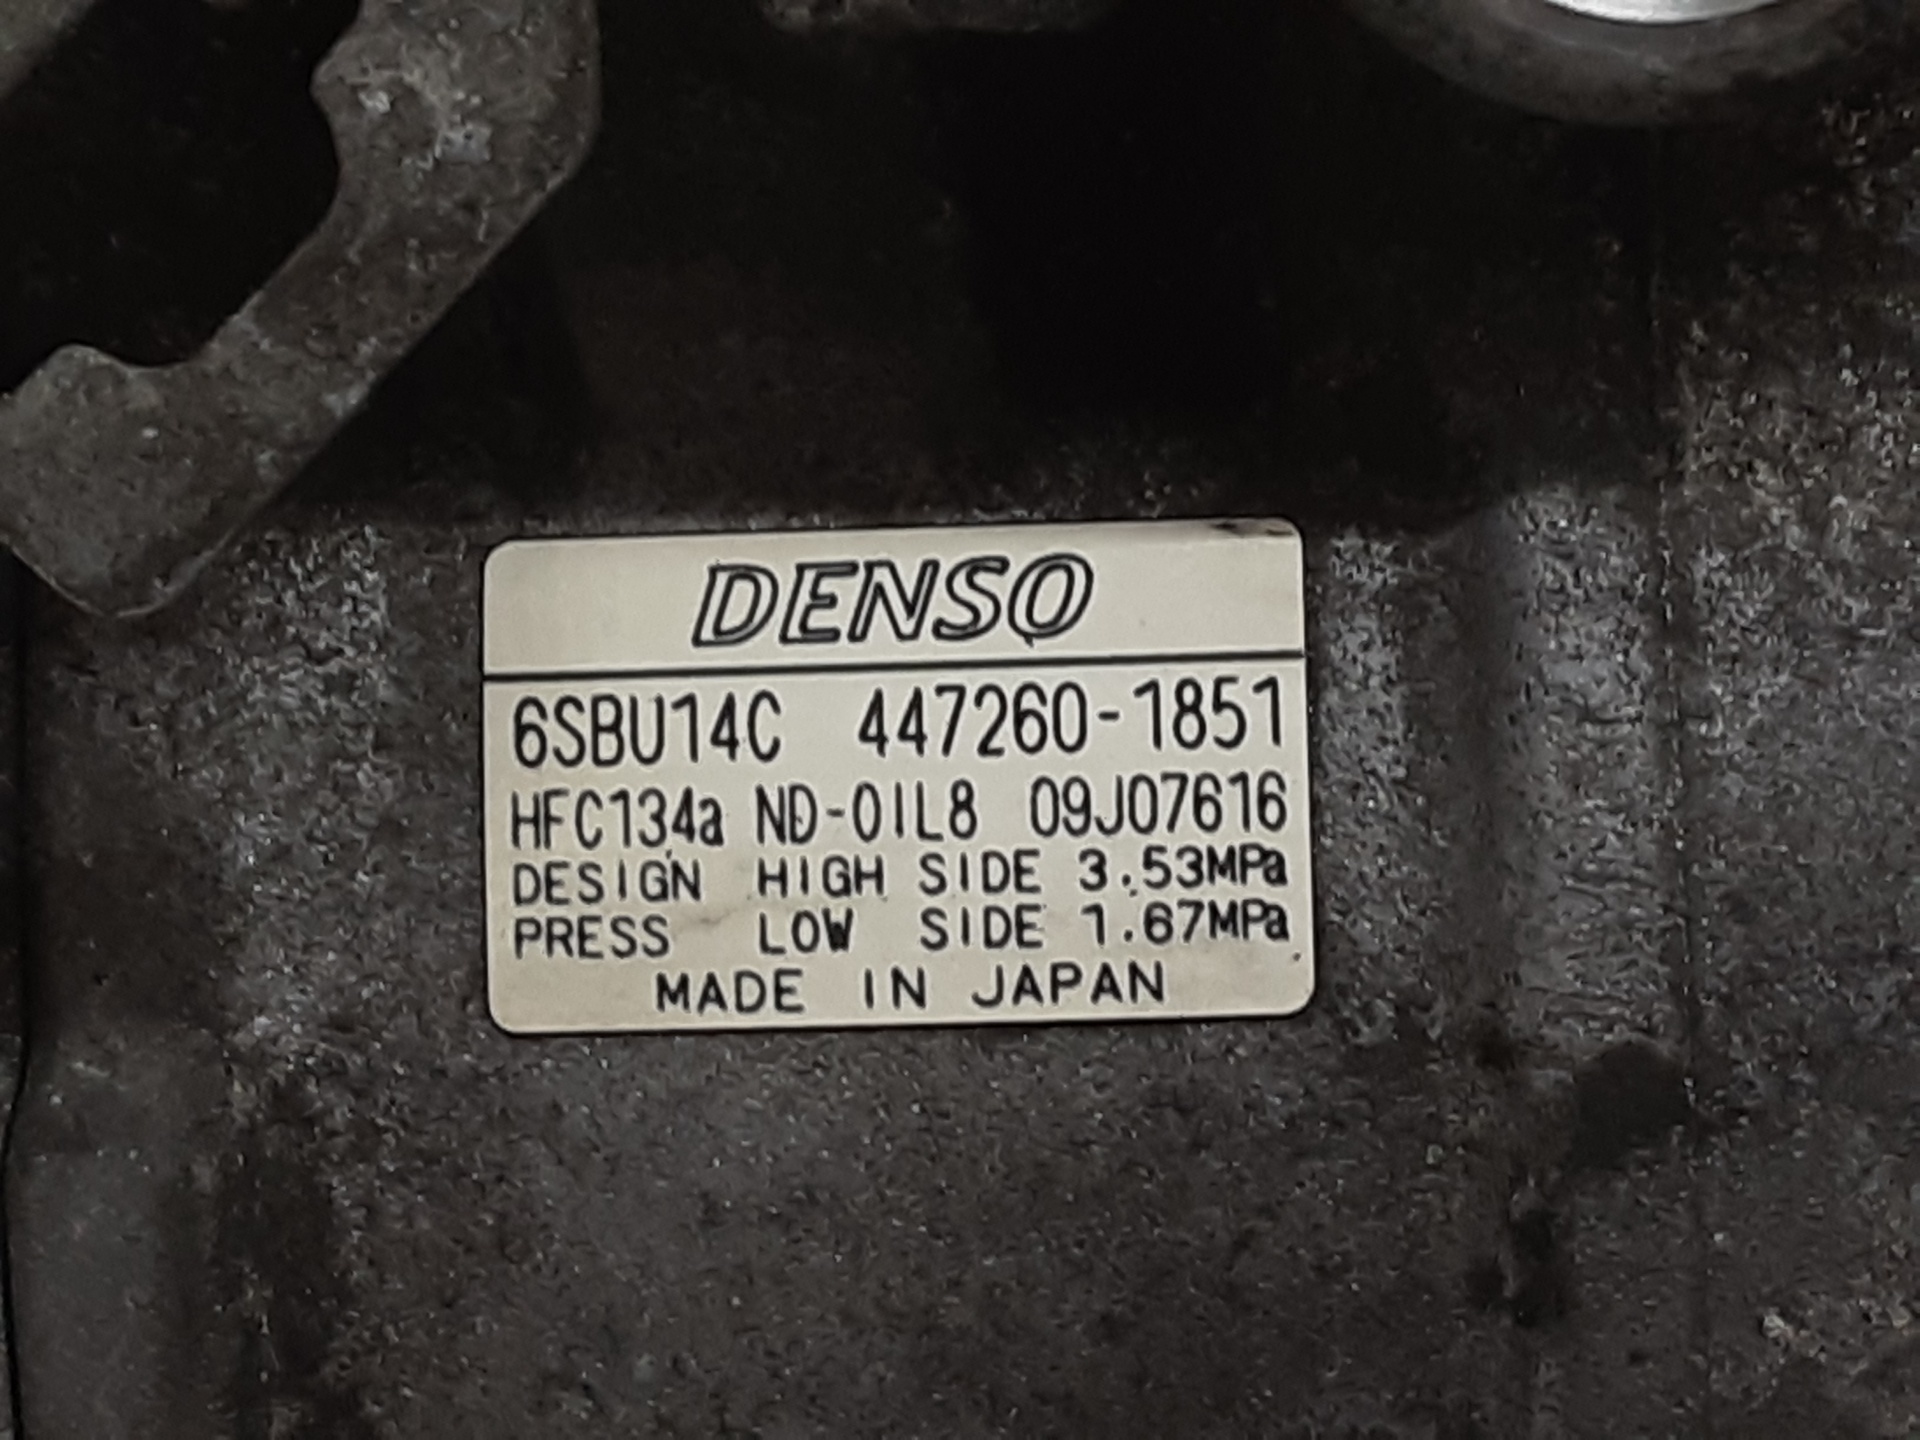 DENSO
6SBU14C 447260-1851
HFC134a ND-OIL8 09J07616
DESIGN HIGH SIDE 3.53MPa
PRESS LOW SIDE 1.67MPa
MADE IN JAPAN